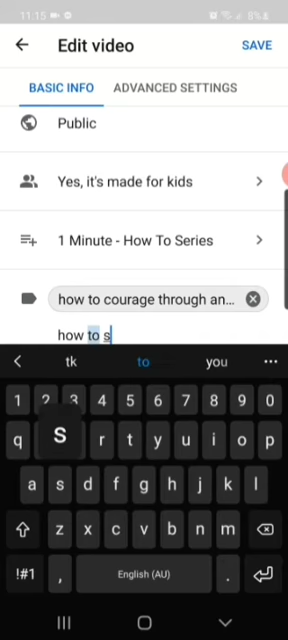 11:15
8%
Edit video
SAVE
BASIC INFO
ADVANCED SETTINGS
Public
Yes, it's made for kids
1 Minute - How To Series
how to courage through an...
how to s
tk
to
you
1 2 3 4 5 6 7 8 9 0
q S r t y u i o p
a s d f g h j k l
z x c v b n m
!#1 , English (AU) .